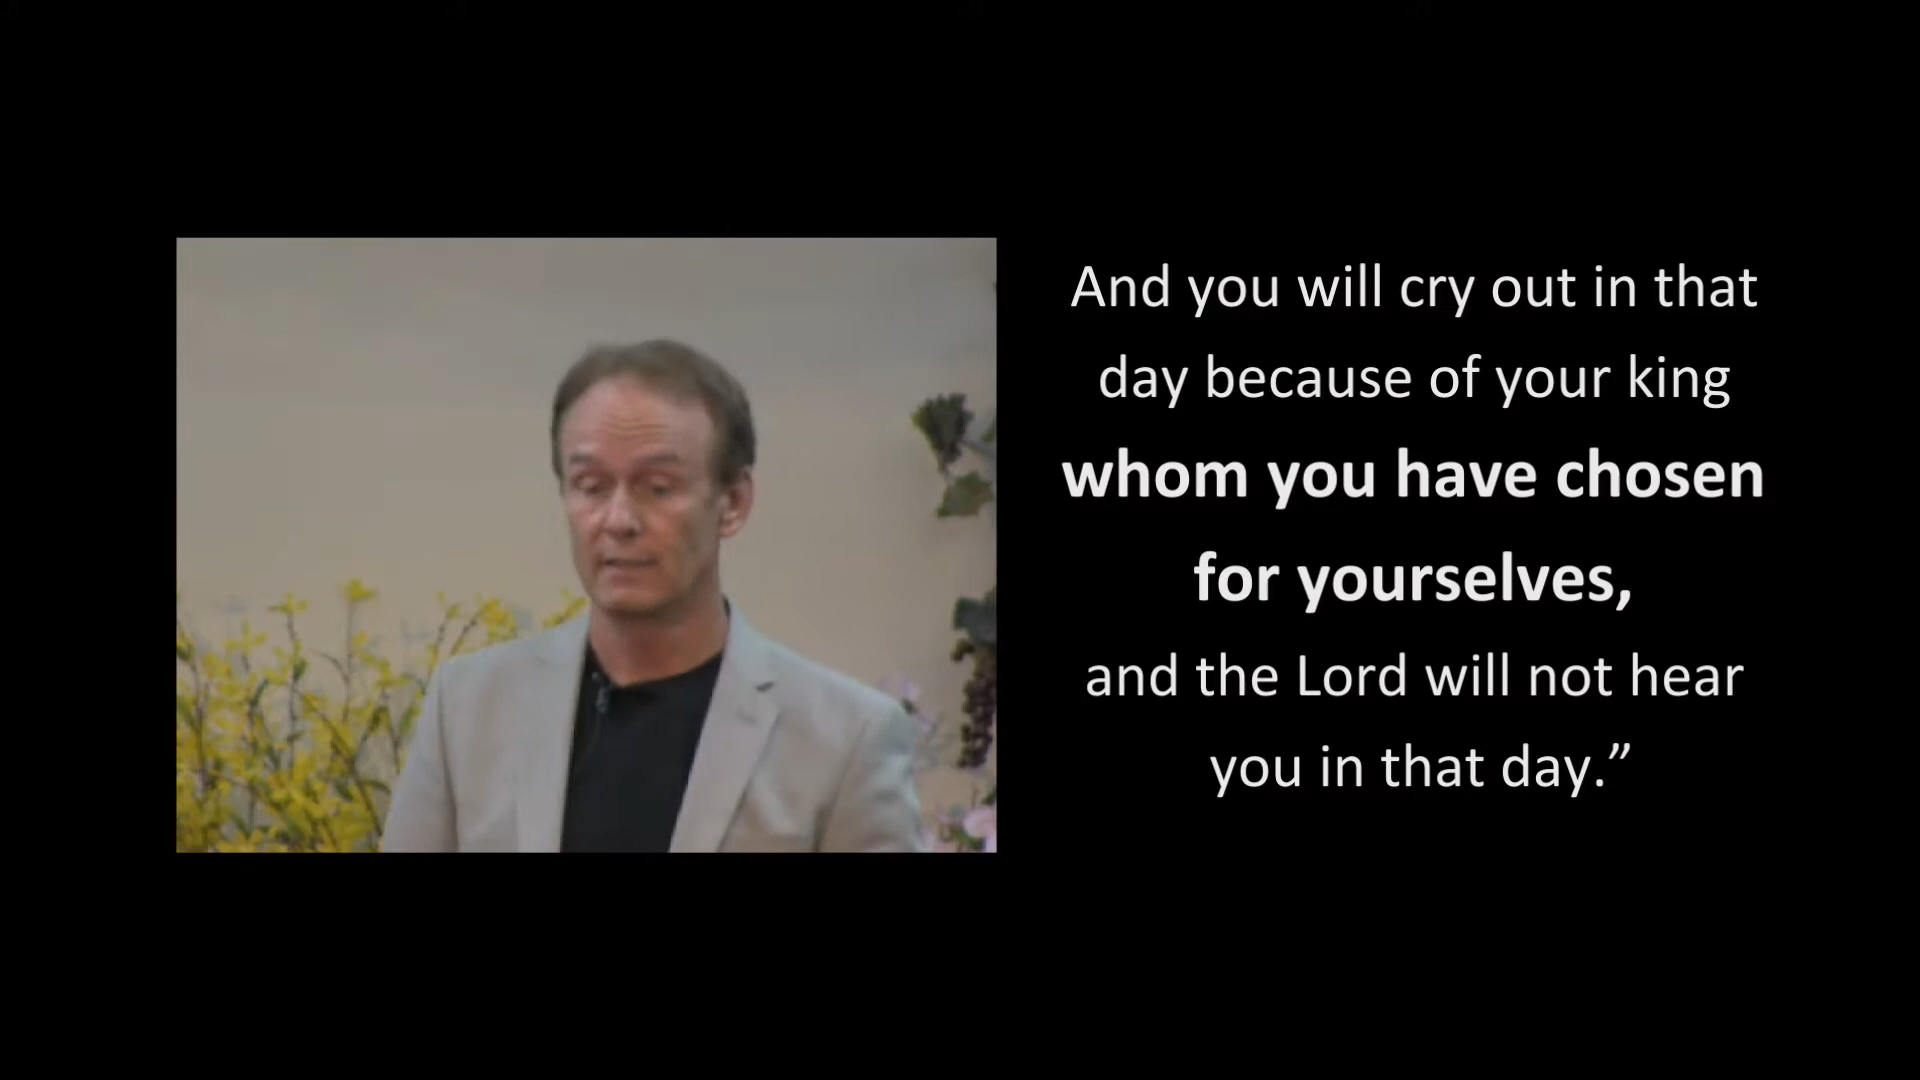 And you will cry out in that
day because of your king
whom you have chosen
for yourselves,
and the Lord will not hear
you in that day.”